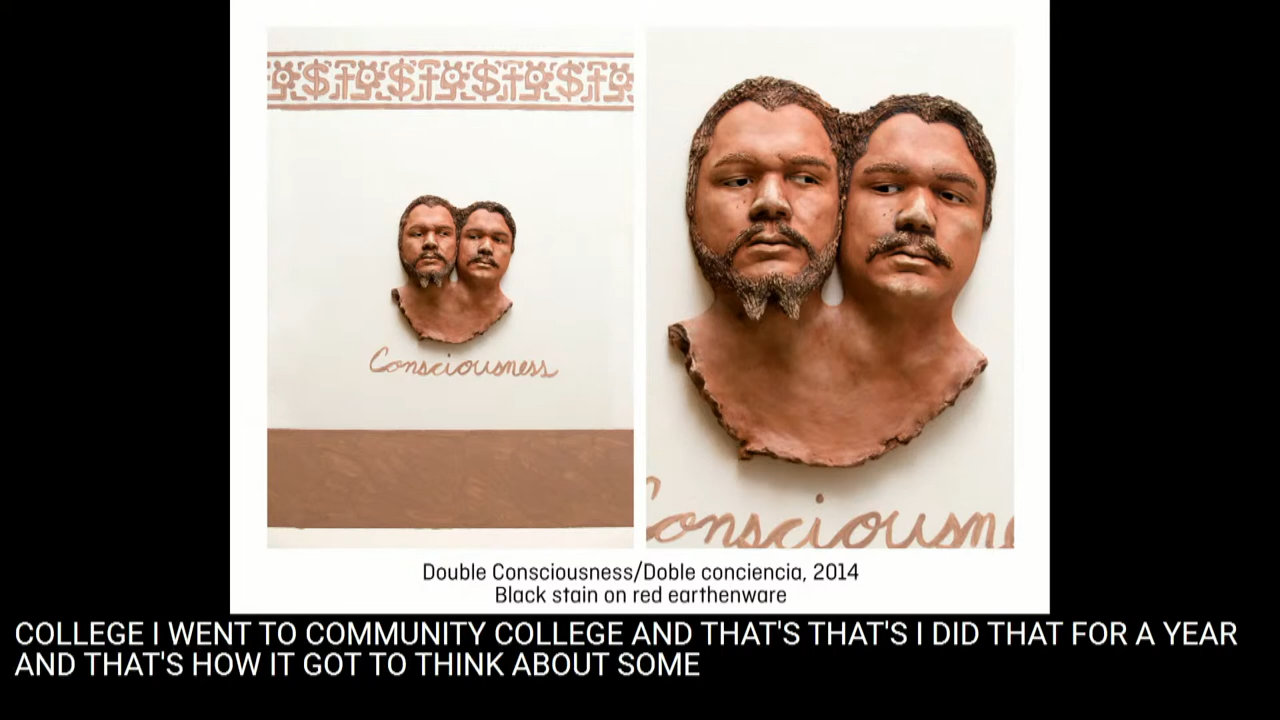 Consciousness
Consciousne
Double Consciousness/Doble conciencia, 2014
Black stain on red earthenware
COLLEGE I WENT TO COMMUNITY COLLEGE AND THAT'S THAT'S I DID THAT FOR A YEAR
AND THAT'S HOW IT GOT TO THINK ABOUT SOME